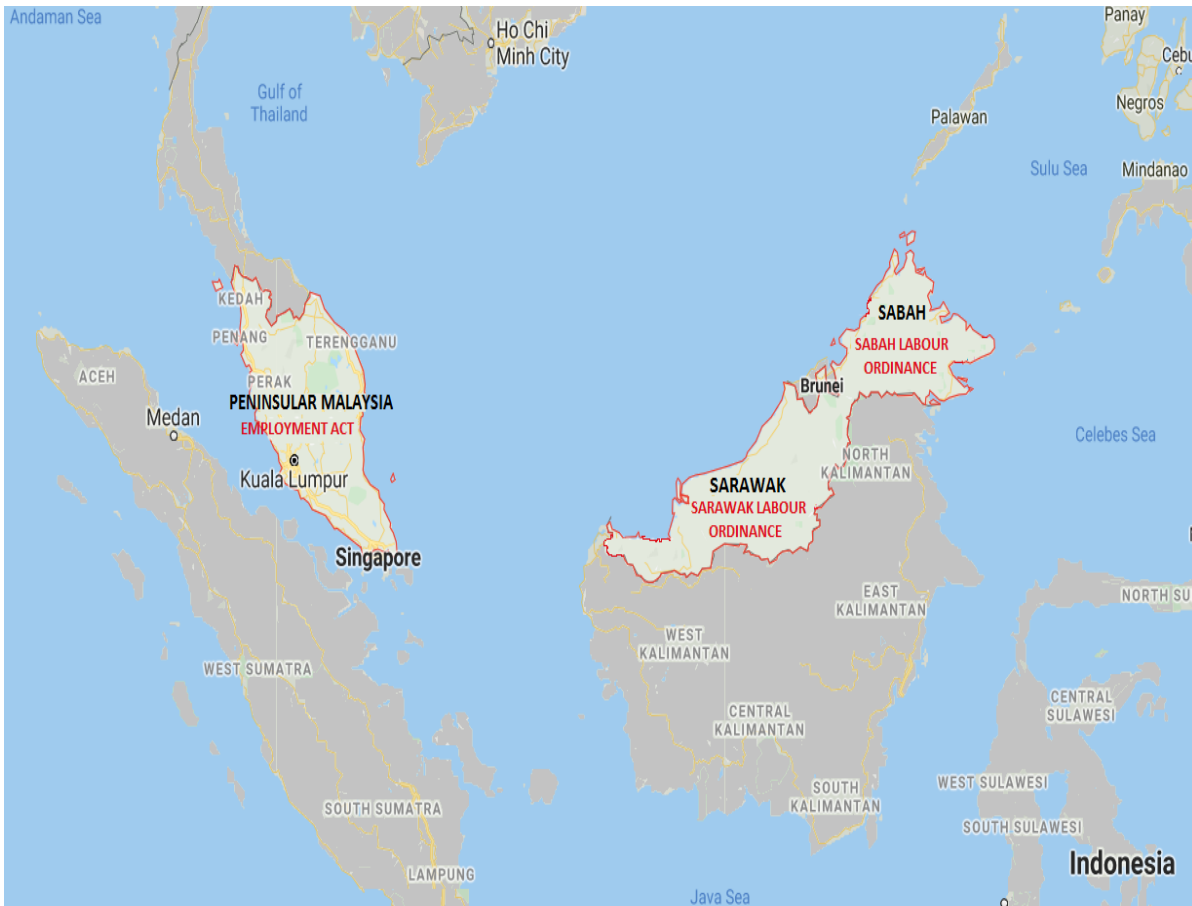 Andaman Sea
Ho Chi
Minh City
Panay
Cebu
Gulf of
Thailand
Negros
Palawan
Sulu Sea
Mindanao
KEDAH
PENANG
TERENGGANU
SABAH
SABAH LABOUR
ORDINANCE
ACEH
PERAK
Brunei
PENINSULAR MALAYSIA
EMPLOYMENT ACT
Medan
Celebes Sea
Kuala Lumpur
NORTH
KALIMANTAN
SARAWAK
SARAWAK LABOUR
ORDINANCE
Singapore
EAST
KALIMANTAN
NORTH SU
WEST
KALIMANTAN
WEST SUMATRA
CENTRAL
SULAWESI
CENTRAL
KALIMANTAN
WEST SULAWESI
SOUTH
KALIMANTAN
SOUTH SUMATRA
SOUTH SULAWESI
Indonesia
LAMPUNG
Java Sea